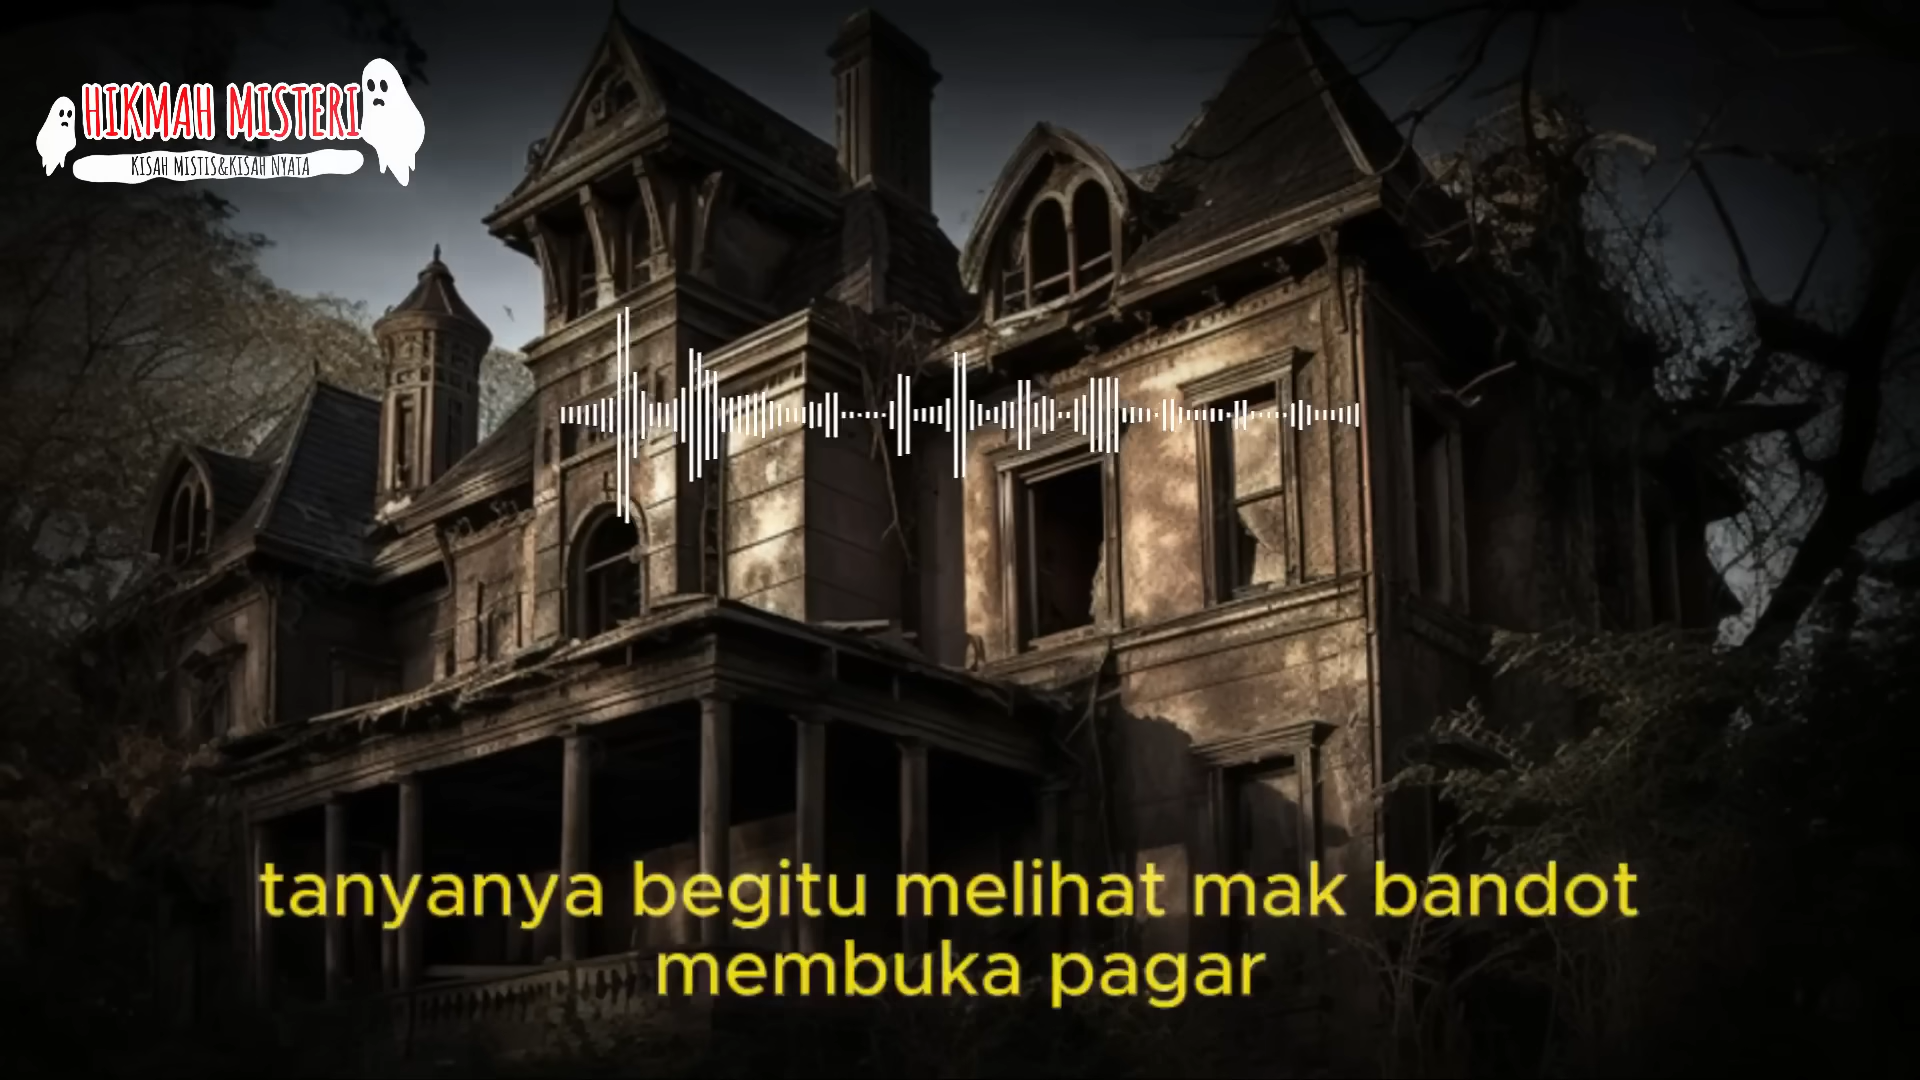 HIKMAH MISTERI
KISAH MISTIS&KISAH NYATA
tanyanya begitu melihat mak bandot
membuka pagar